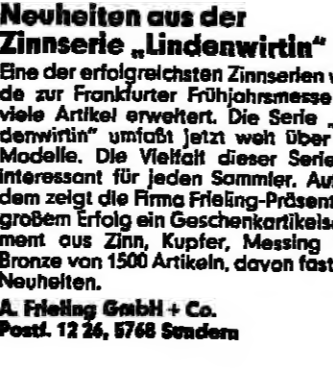 Neuheiten aus der
Zinnserie „Lindenwirtin“
Eine der erfolgreichsten Zinnserien
de zur Frankfurter Frühjahrsmesse
viele Artikel erweitert. Die Serie „
denwirtin“ umfaßt jetzt weit über
Modelle. Die Vielfalt dieser Serie
interessant für jeden Sammler. Au
dem zeigt die Firma Frieling-Präsent
großem Erfolg ein Geschenkartikels
ment aus Zinn, Kupfer, Messing
Bronze von 1500 Artikeln, davon fast
Neuheiten.
A. Frieling GmbH + Co.
Postf. 12 26, 5768 Sundern